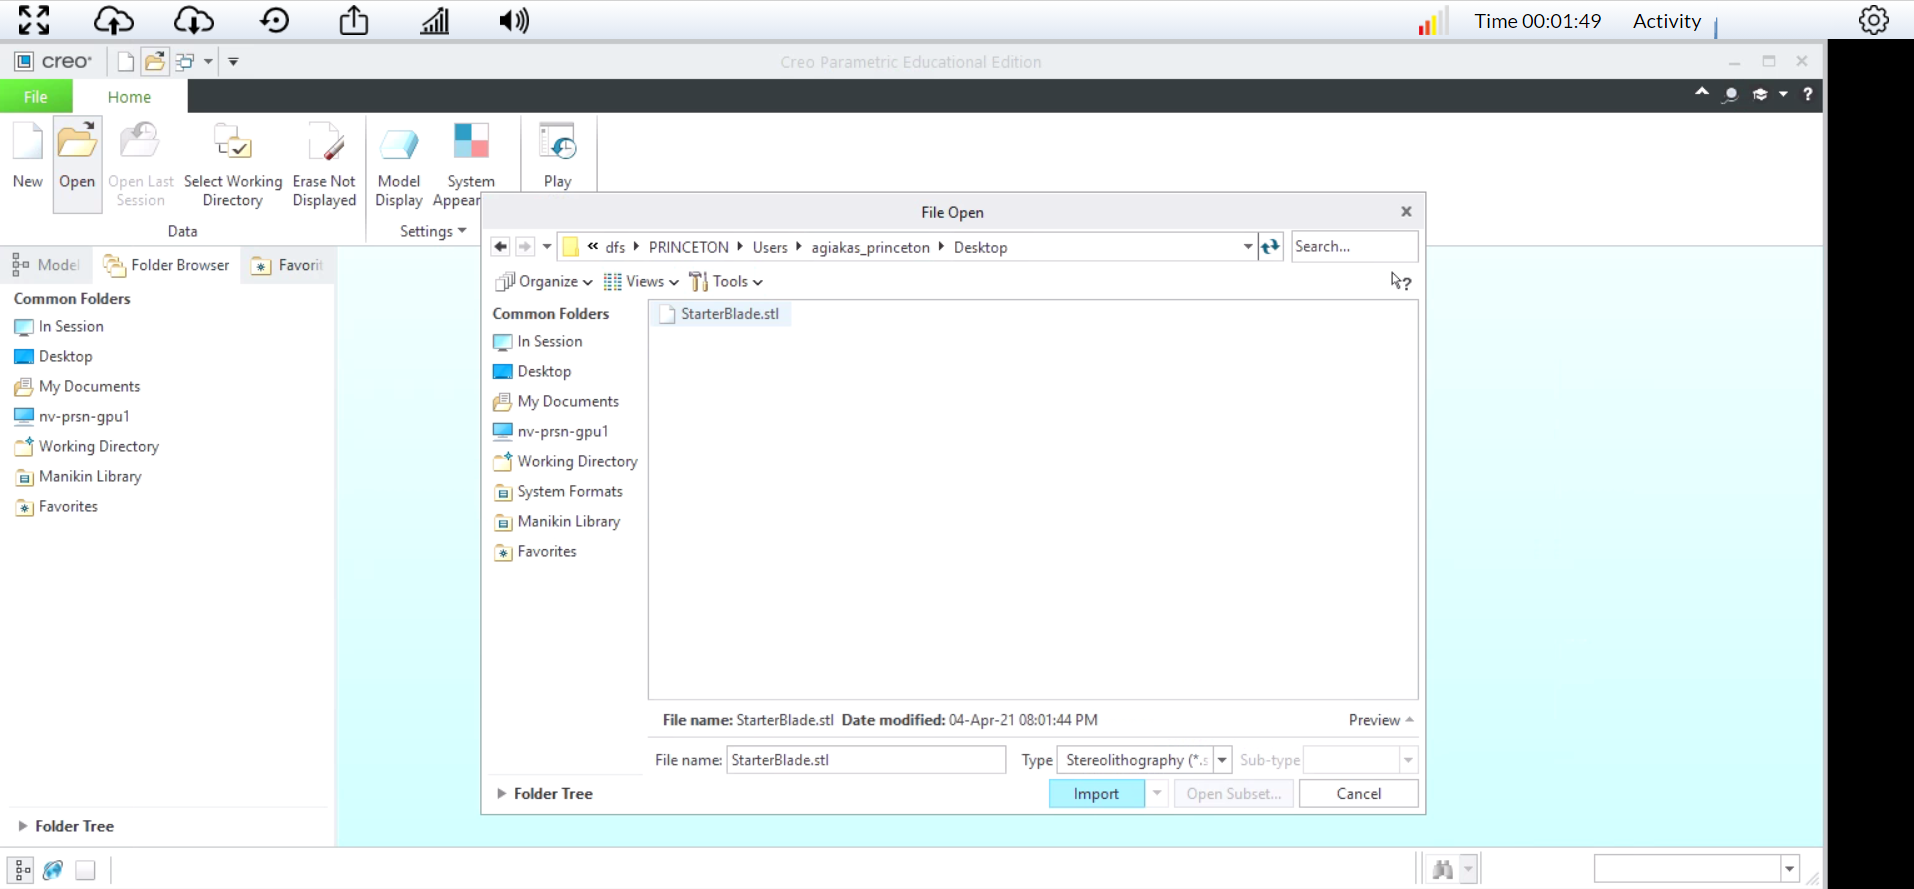 Time 00:01:49 Activity
creo
Creo Parametric Educational Edition
File Home
New Open Open Last Session Select Working Directory Erase Not Displayed Model Display System Appear Play
Data Settings
File Open
Mode Folder Browser Favorit
Common Folders
In Session
Desktop
My Documents
nv-prsn-gpu1
Working Directory
Manikin Library
Favorites
Folder Tree
« dfs PRINCETON Users agiakas_princeton Desktop Search...
Organize Views Tools ?
Common Folders
In Session
Desktop
My Documents
nv-prsn-gpu1
Working Directory
System Formats
Manikin Library
Favorites
StarterBlade.stl
File name: StarterBlade.stl Date modified: 04-Apr-21 08:01:44 PM Preview
File name: StarterBlade.stl Type Stereolithography (*.s Sub-type
Folder Tree Import Open Subset... Cancel